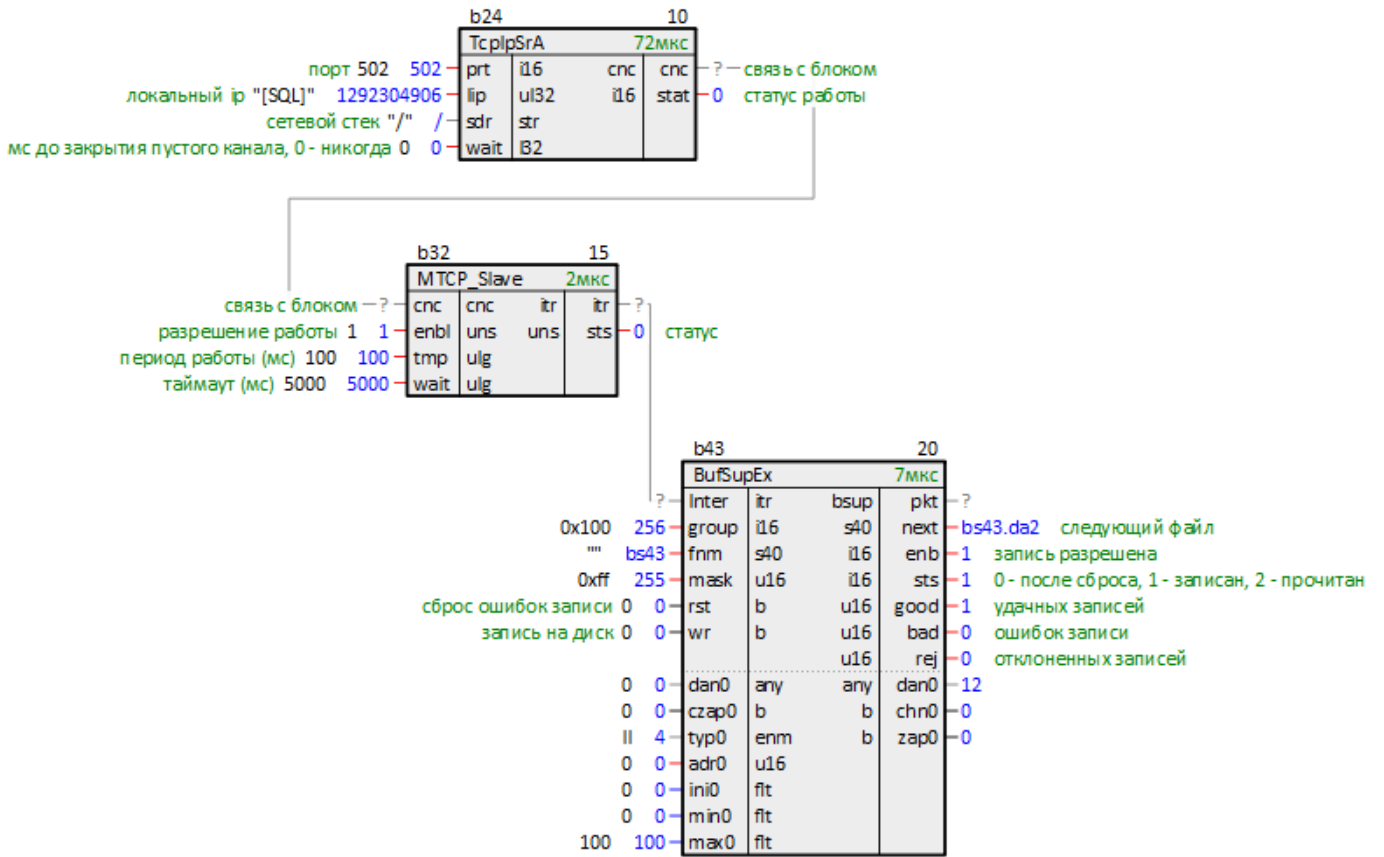 b24 10
TcpIpSrA 72мкс
порт 502 502 prt i16 cnc cnc ? связь с блоком
локальный ip "[SQL]" 1292304906 lip ul32 i16 stat 0 статус работы
сетевой стек "/" / sdr str
мс до закрытия пустого канала, 0 - никогда 0 0 wait l32
b32 15
MTCP_Slave 2мкс
связь с блоком ? cnc cnc itr itr ?
разрешение работы 1 1 enbl uns uns sts 0 статус
период работы (мс) 100 100 tmp ulg
таймаут (мс) 5000 5000 wait ulg
b43 20
BufSupEx 7мкс
? Inter itr bsup pkt ?
0x100 256 group i16 s40 next bs43.da2 следующий файл
"" bs43 fnm s40 i16 enb 1 запись разрешена
0xff 255 mask u16 i16 sts 1 0 - после сброса, 1 - записан, 2 - прочитан
сброс ошибок записи 0 0 rst b u16 good 1 удачных записей
запись на диск 0 0 wr b u16 bad 0 ошибок записи
u16 rej 0 отклоненных записей
0 0 dan0 any any dan0 12
0 0 czap0 b b chn0 0
II 4 typ0 enm b zap0 0
0 0 adr0 u16
0 0 ini0 flt
0 0 min0 flt
100 100 max0 flt